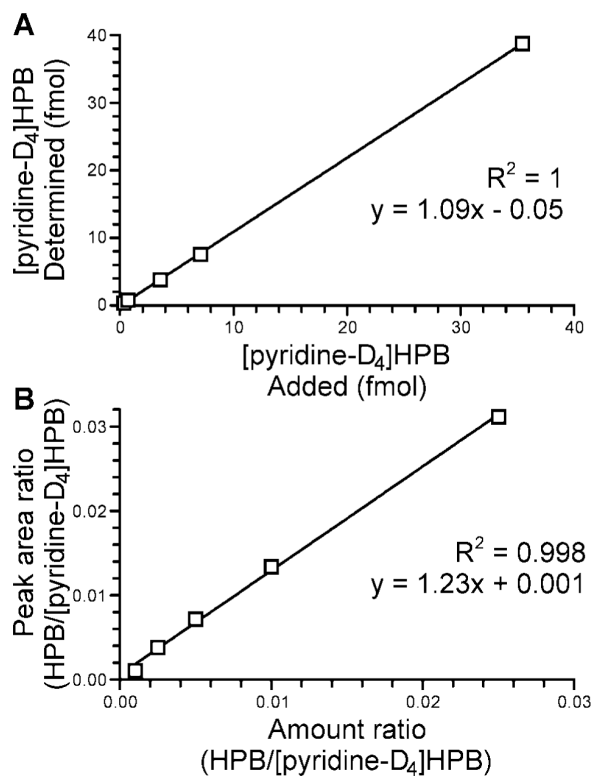 A
[pyridine-D4]HPB
Determined (fmol)
40
30
20
10
0
R2 = 1
y = 1.09x - 0.05
0 10 20 30 40
[pyridine-D4]HPB
Added (fmol)
B
Peak area ratio
(HPB/[pyridine-D4]HPB)
0.03
0.02
0.01
0.00
R2 = 0.998
y = 1.23x + 0.001
0.00 0.01 0.02 0.03
Amount ratio
(HPB/[pyridine-D4]HPB)